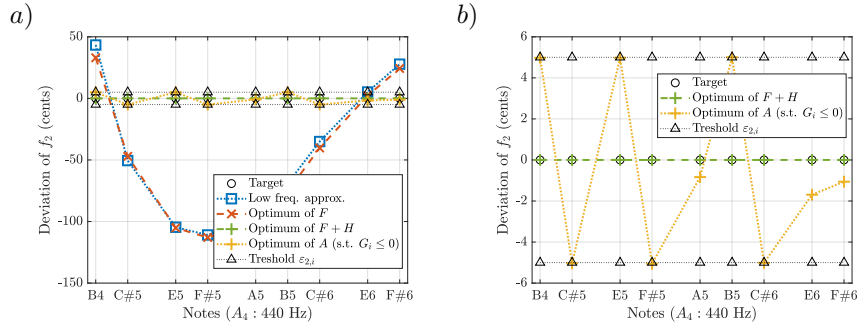 a)
50
0
-50
-100
-150
Deviation of f₂ (cents)
Target
Low freq. approx.
Optimum of F
Optimum of F + H
Optimum of A (s.t. Gᵢ ≤ 0)
Treshold ε₂,ᵢ
B4 C#5 E5 F#5 A5 B5 C#6 E6 F#6
Notes (A₄ : 440 Hz)
b)
6
4
2
0
-2
-4
-6
Deviation of f₂ (cents)
Target
Optimum of F + H
Optimum of A (s.t. Gᵢ ≤ 0)
Treshold ε₂,ᵢ
B4 C#5 E5 F#5 A5 B5 C#6 E6 F#6
Notes (A₄ : 440 Hz)